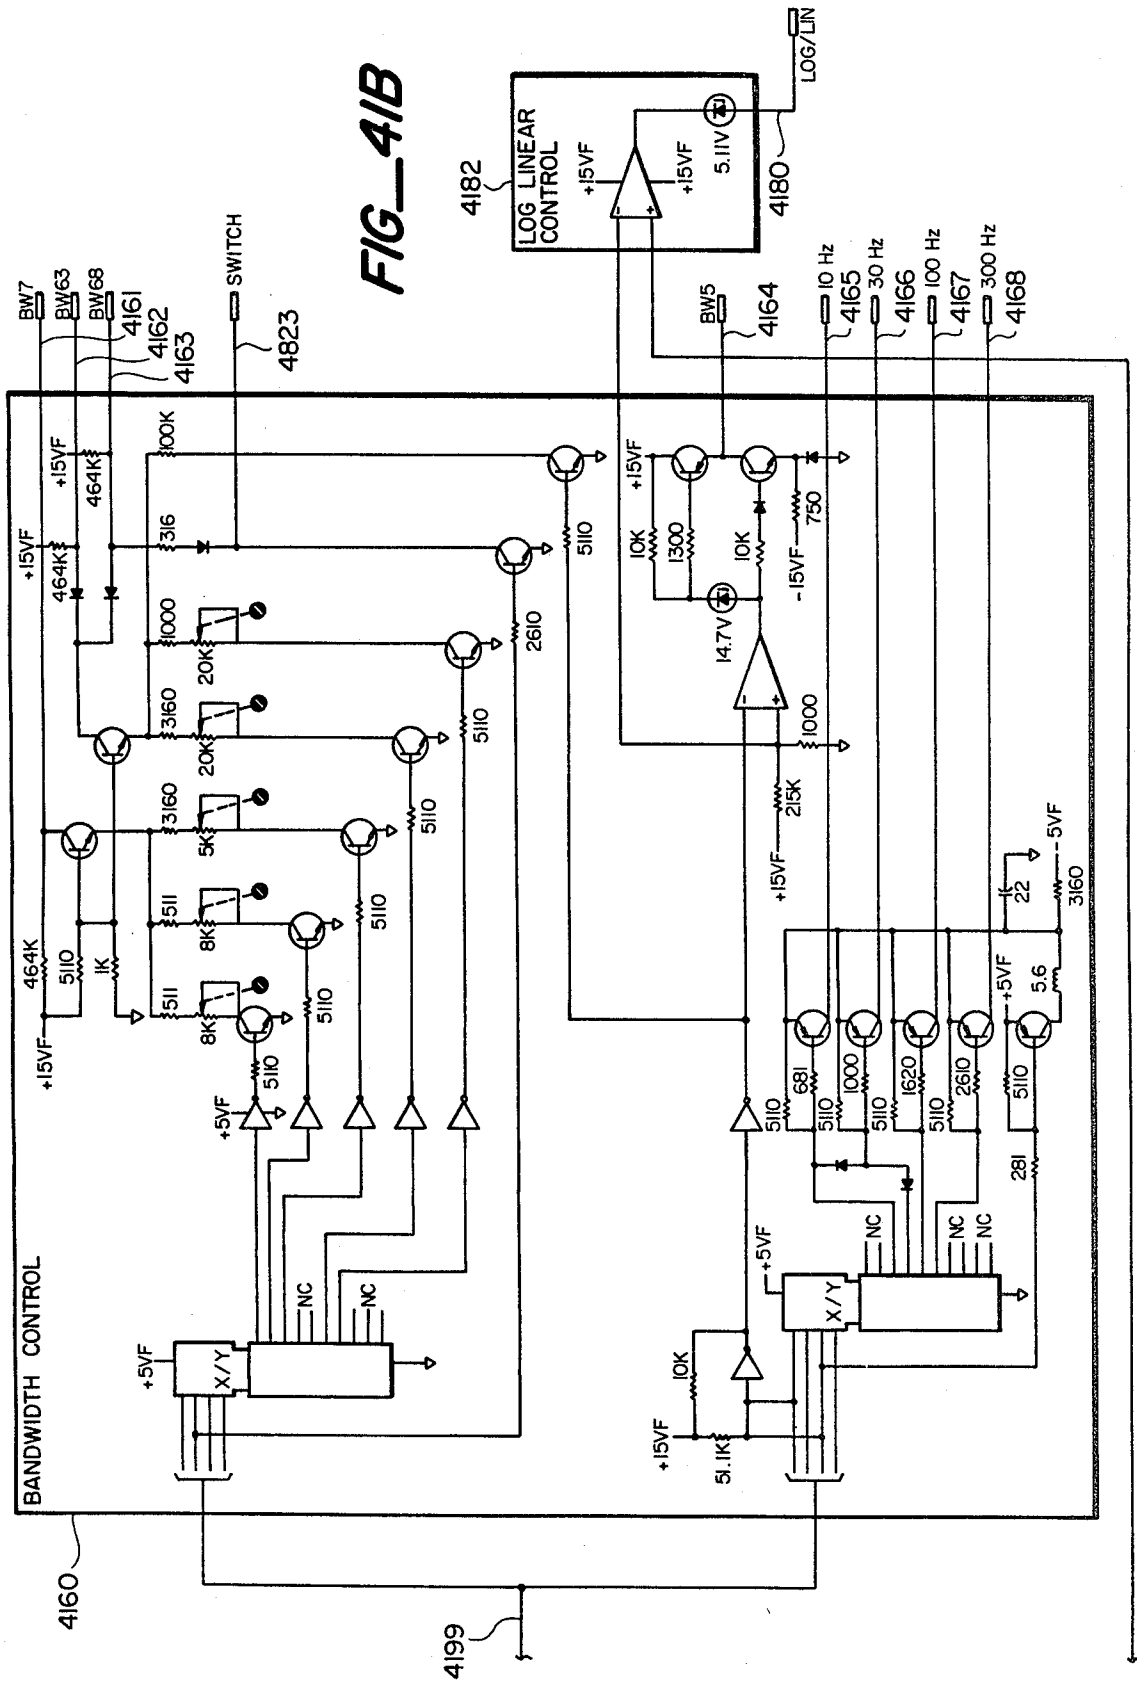 FIG_41B
BANDWIDTH CONTROL
4160
4199
+15VF
464K
5110
1K
+15VF
464K
+15VF
464K
BW7
4161
BW63
4162
BW68
4163
SWITCH
4823
511
8K
511
8K
3160
5K
3160
20K
1000
20K
316
100K
5110
5110
5110
5110
5110
2610
5110
+5VF
+5VF
X/Y
NC
NC
LOG LINEAR
CONTROL
4182
+15VF
+15VF
5.11V
4180
LOG/LIN
+15VF
10K
1300
14.7V
10K
-15VF
750
BW5
4164
+15VF
215K
1000
+15VF
10K
51.1K
+5VF
X/Y
NC
NC
NC
5110
681
5110
1000
5110
1620
5110
2610
5110
281
+5VF
5.6
22
3160
-5VF
10 Hz
4165
30 Hz
4166
100 Hz
4167
300 Hz
4168